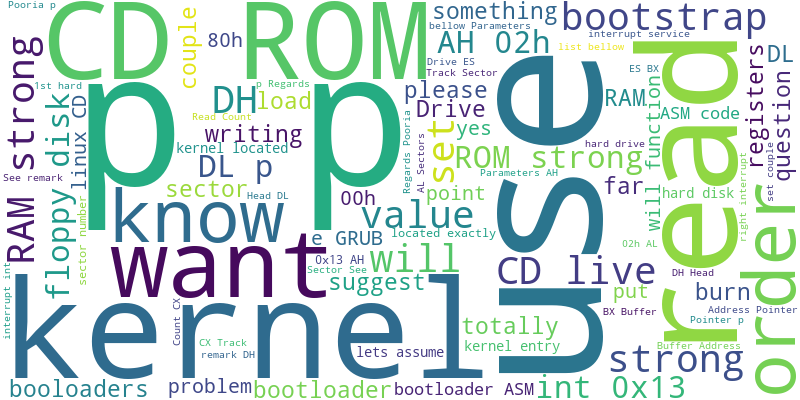 Pooria p
CD ROM
couple
80h
something
bellow Parameters
AH 02h
bootstrap
interrupt service
list bellow
strong
1st hard
floppy disk
linux CD
p p
p Regards
DH
load
Read Count
writing
kernel located
DL p
Drive ES
Track Sector
please
Drive
yes
set
ES BX
RAM
use
read
ASM code
will function
registers
DL
question
set couple
hard drive
ROM strong
Parameters AH
AL Sectors
Regards Pooria
See remark
RAM
sector
Head DL
00h
point
far
hard disk
right interrupt
know
value
located exactly
e GRUB
sector number
want
0x13 AH
Sector See
will
suggest
CD live
02h AL
DH Head
put
burn
order
interrupt int
kernel
Count CX
CX Track
remark DH
lets assume
totally
kernel entry
BX Buffer
Address Pointer
Pointer p
Buffer Address
strong
booloaders
problem
bootloader
bootloader ASM
int 0x13